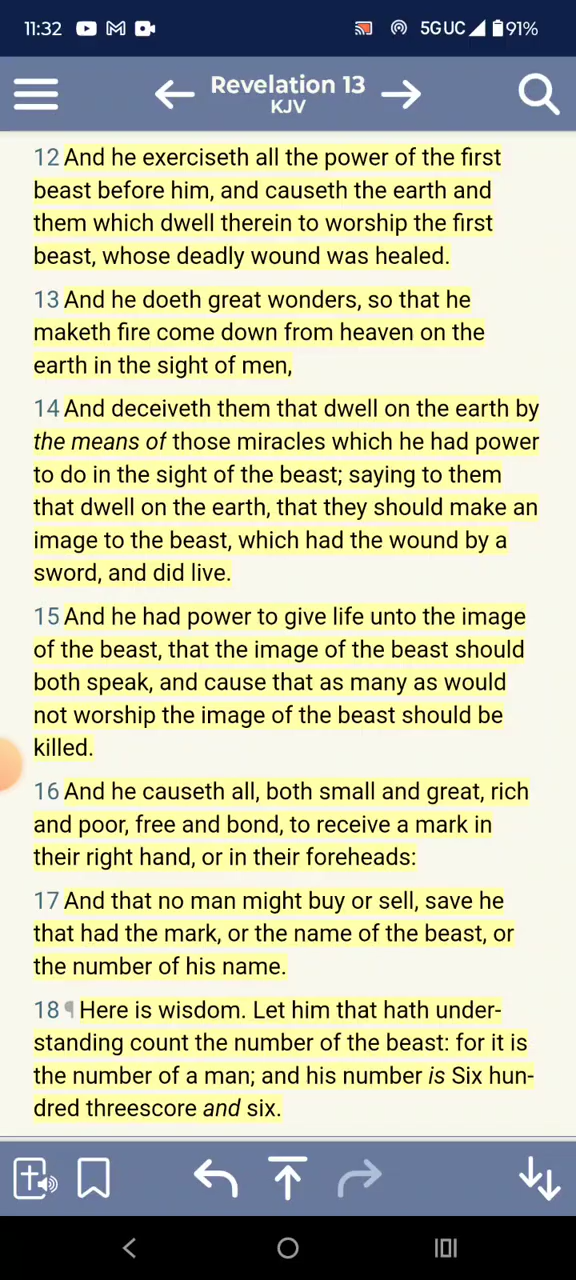 11:32 5GUC 91%
Revelation 13
KJV
12 And he exerciseth all the power of the first
beast before him, and causeth the earth and
them which dwell therein to worship the first
beast, whose deadly wound was healed.
13 And he doeth great wonders, so that he
maketh fire come down from heaven on the
earth in the sight of men,
14 And deceiveth them that dwell on the earth by
the means of those miracles which he had power
to do in the sight of the beast; saying to them
that dwell on the earth, that they should make an
image to the beast, which had the wound by a
sword, and did live.
15 And he had power to give life unto the image
of the beast, that the image of the beast should
both speak, and cause that as many as would
not worship the image of the beast should be
killed.
16 And he causeth all, both small and great, rich
and poor, free and bond, to receive a mark in
their right hand, or in their foreheads:
17 And that no man might buy or sell, save he
that had the mark, or the name of the beast, or
the number of his name.
18 ¶ Here is wisdom. Let him that hath under-
standing count the number of the beast: for it is
the number of a man; and his number is Six hun-
dred threescore and six.